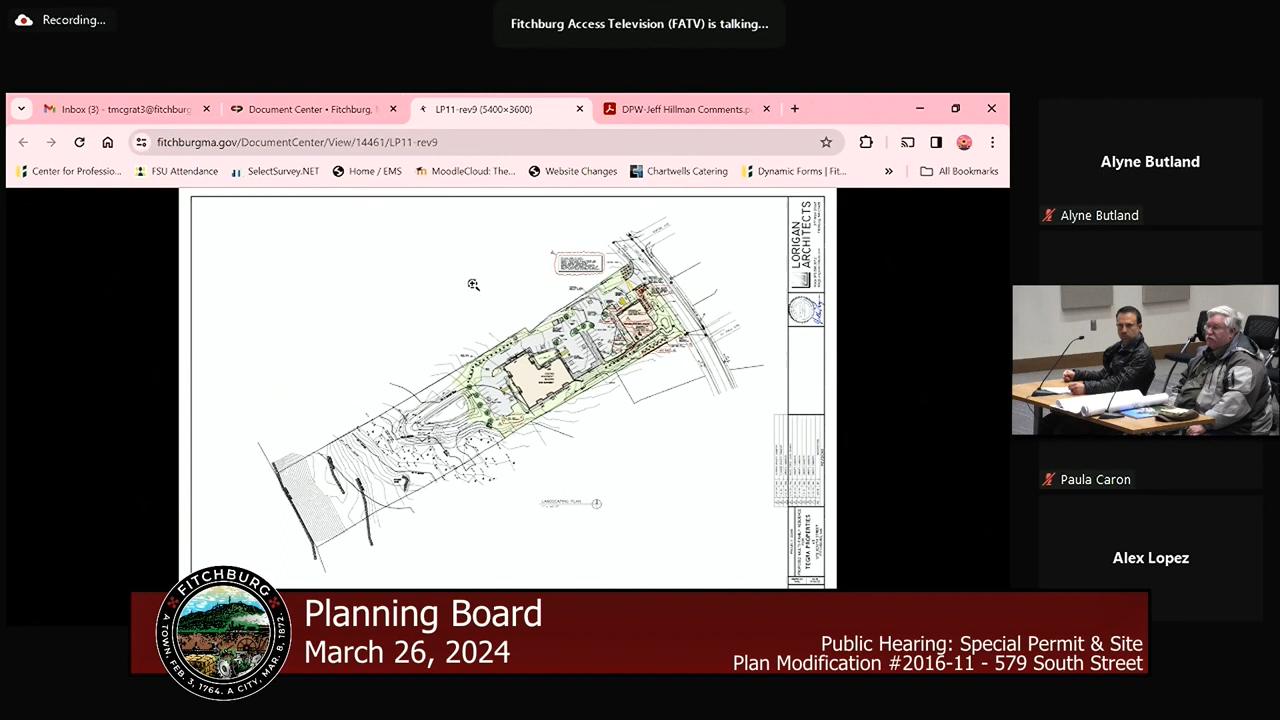 Recording...
Fitchburg Access Television (FATV) is talking...
Inbox (3) - tmcgrat3@fitchburg
Document Center • Fitchburg,
LP11-rev9 (5400×3600)
DPW-Jeff Hillman Comments.p
fitchburgma.gov/DocumentCenter/View/14461/LP11-rev9
Center for Professio...
FSU Attendance
SelectSurvey.NET
Home / EMS
MoodleCloud: The...
Website Changes
Chartwells Catering
Dynamic Forms | Fit...
»
All Bookmarks
LORIGAN
ARCHITECTS
LANDSCAPING PLAN
TEGRA PROPERTIES
Alyne Butland
Alyne Butland
Paula Caron
Alex Lopez
FITCHBURG
A TOWN, FEB. 3, 1764. A CITY, MAR. 8, 1872.
Planning Board
March 26, 2024
Public Hearing: Special Permit & Site
Plan Modification #2016-11 - 579 South Street